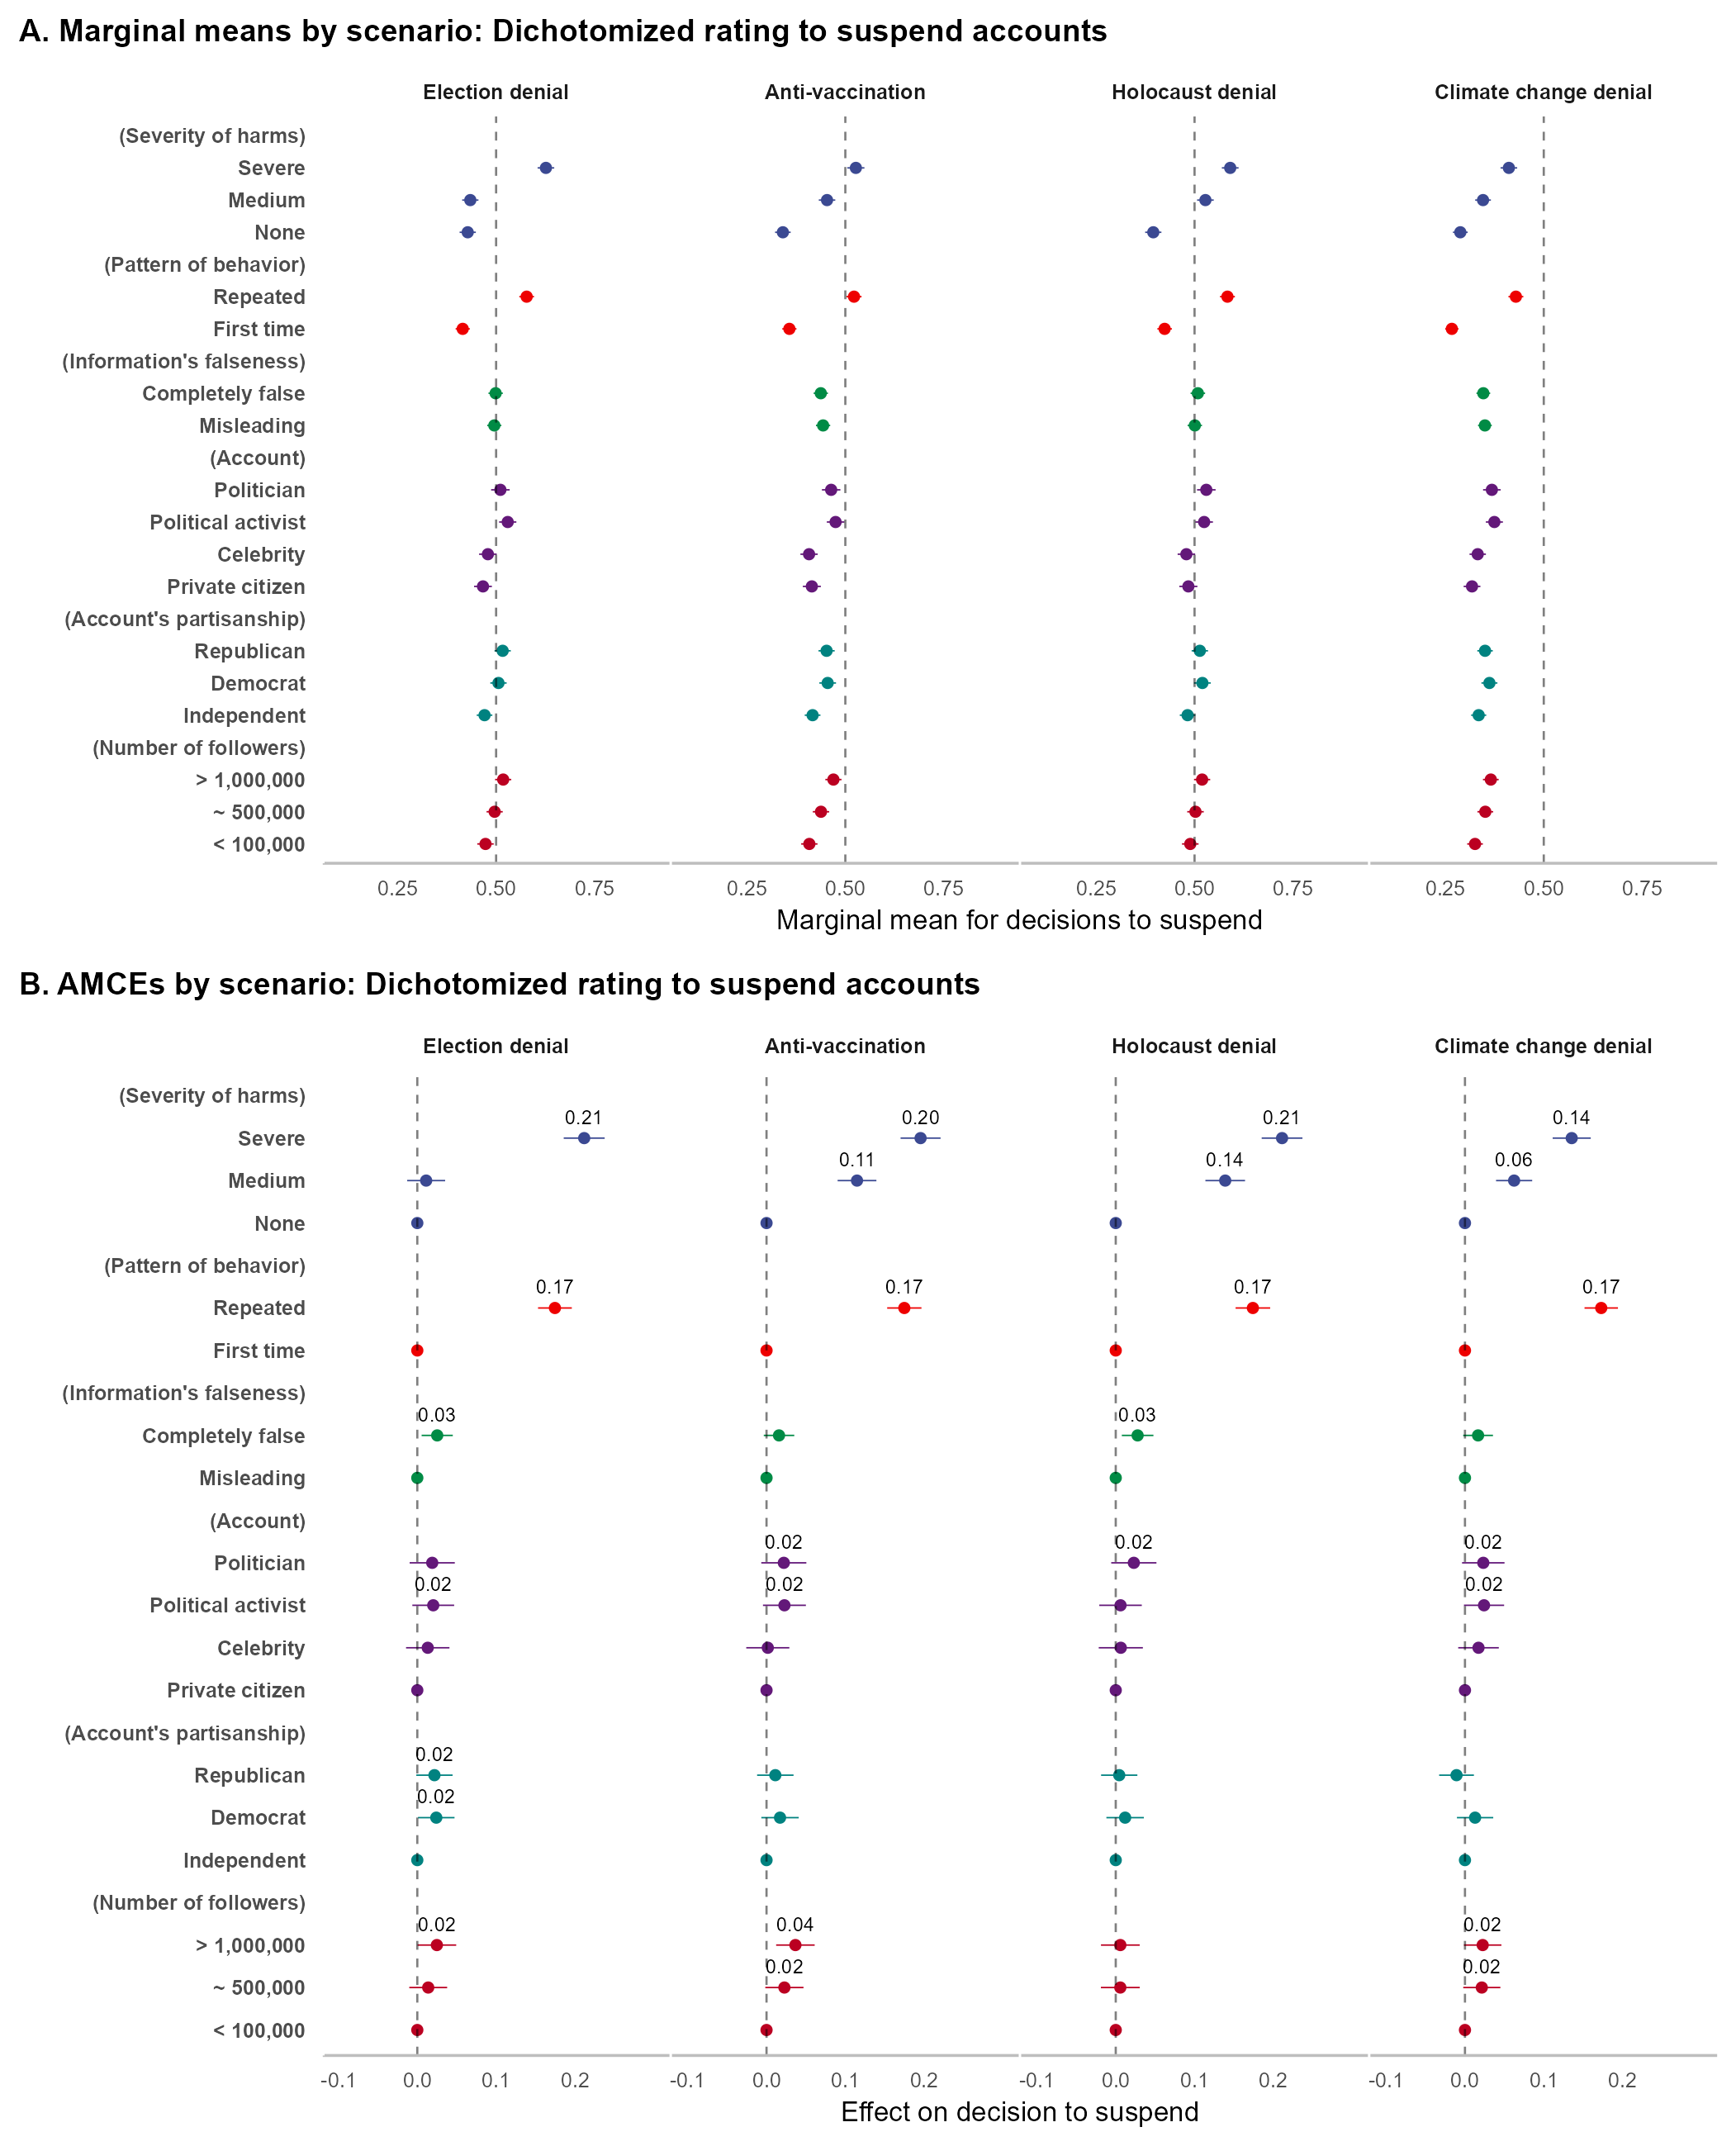 A. Marginal means by scenario: Dichotomized rating to suspend accounts
Election denial Anti-vaccination Holocaust denial Climate change denial
(Severity of harms)
Severe
Medium
None
(Pattern of behavior)
Repeated
First time
(Information's falseness)
Completely false
Misleading
(Account)
Politician
Political activist
Celebrity
Private citizen
(Account's partisanship)
Republican
Democrat
Independent
(Number of followers)
> 1,000,000
~ 500,000
< 100,000
0.25 0.50 0.75 0.25 0.50 0.75 0.25 0.50 0.75 0.25 0.50 0.75
Marginal mean for decisions to suspend
B. AMCEs by scenario: Dichotomized rating to suspend accounts
Election denial Anti-vaccination Holocaust denial Climate change denial
(Severity of harms)
0.21 0.20 0.21 0.14
Severe
0.11 0.14 0.06
Medium
None
(Pattern of behavior)
0.17 0.17 0.17 0.17
Repeated
First time
(Information's falseness)
0.03 0.03
Completely false
Misleading
(Account)
0.02 0.02 0.02
Politician
0.02 0.02 0.02
Political activist
Celebrity
Private citizen
(Account's partisanship)
0.02
Republican
0.02
Democrat
Independent
(Number of followers)
0.02 0.04 0.02
> 1,000,000
0.02 0.02
~ 500,000
< 100,000
-0.1 0.0 0.1 0.2 -0.1 0.0 0.1 0.2 -0.1 0.0 0.1 0.2 -0.1 0.0 0.1 0.2
Effect on decision to suspend